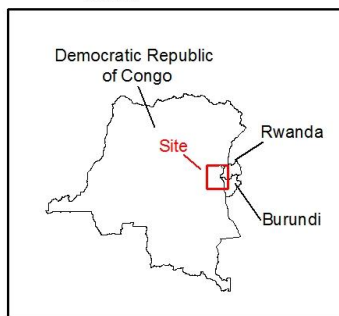 Democratic Republic
of Congo
Site
Rwanda
Burundi